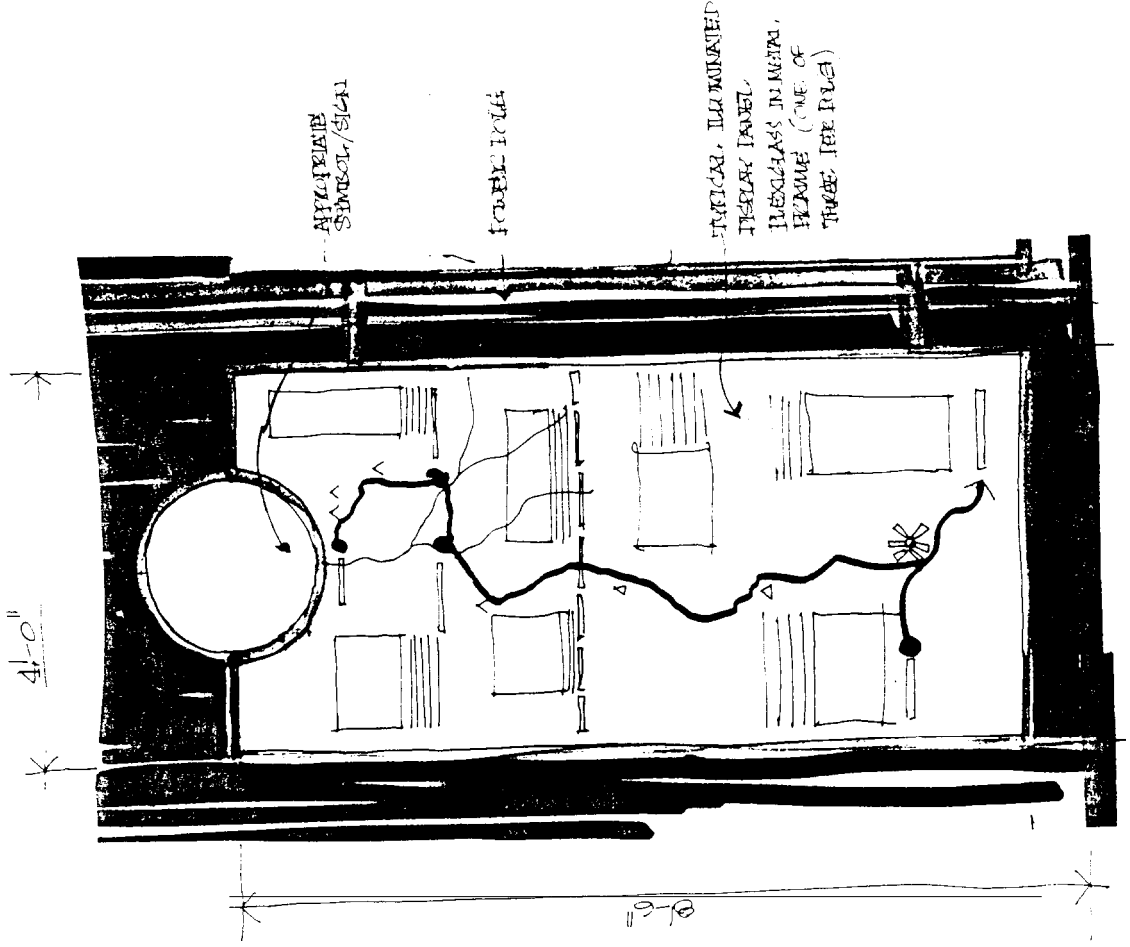 APPROPRIATE
SYMBOL/SIGN
POWER POLE
TYPICAL, ILLUMINATED
DISPLAY PANEL.
PLEXIGLASS IN METAL.
FRAME (ONE OF
THREE PER POLE)
4'-0"
8'-6"